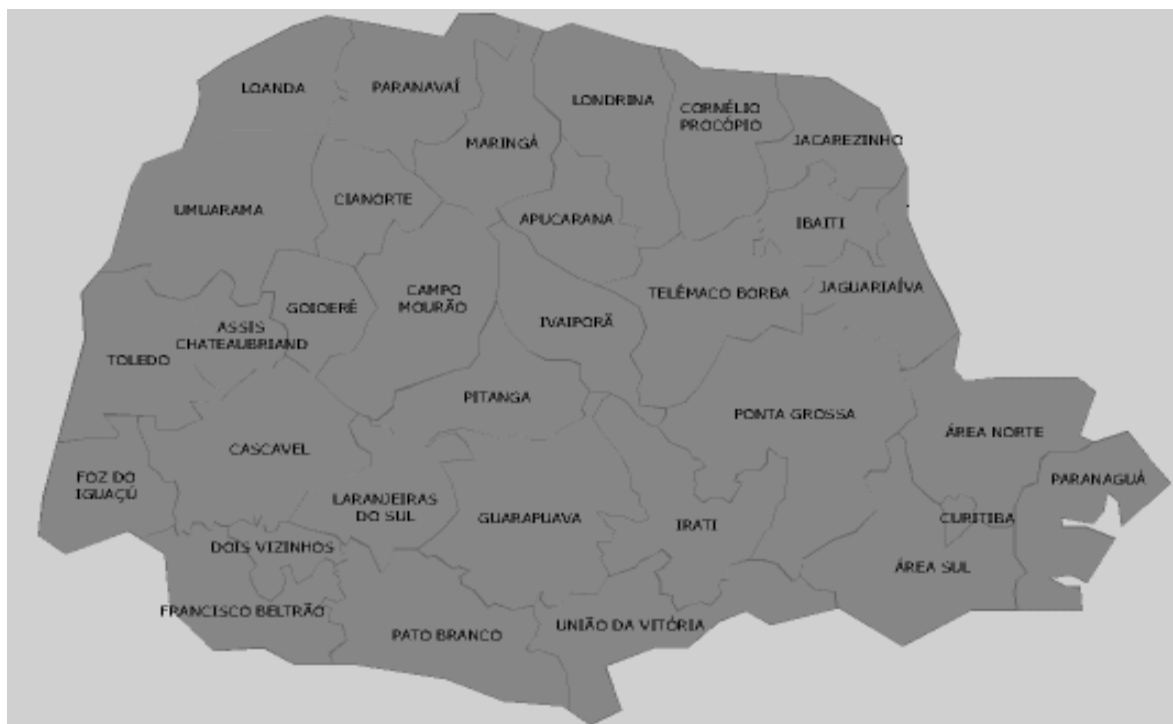 LOANDA
PARANAVAÍ
LONDRINA
CORNÉLIO
PROCÓPIO
MARINGÁ
JACAREZINHO
UMUARAMA
CIANORTE
APUCARANA
IBAITI
CAMPO
MOURÃO
TELÊMACO BORBA
JAGUARIAÍVA
GOIOERÉ
IVAIPORÃ
ASSIS
CHATEAUBRIAND
TOLEDO
PITANGA
PONTA GROSSA
ÁREA NORTE
CASCAVEL
FOZ DO
IGUAÇÚ
PARANAGUÁ
LARANJEIRAS
DO SUL
GUARAPUAVA
IRATI
CURITIBA
DOIS VIZINHOS
ÁREA SUL
FRANCISCO BELTRÃO
UNIÃO DA VITÓRIA
PATO BRANCO